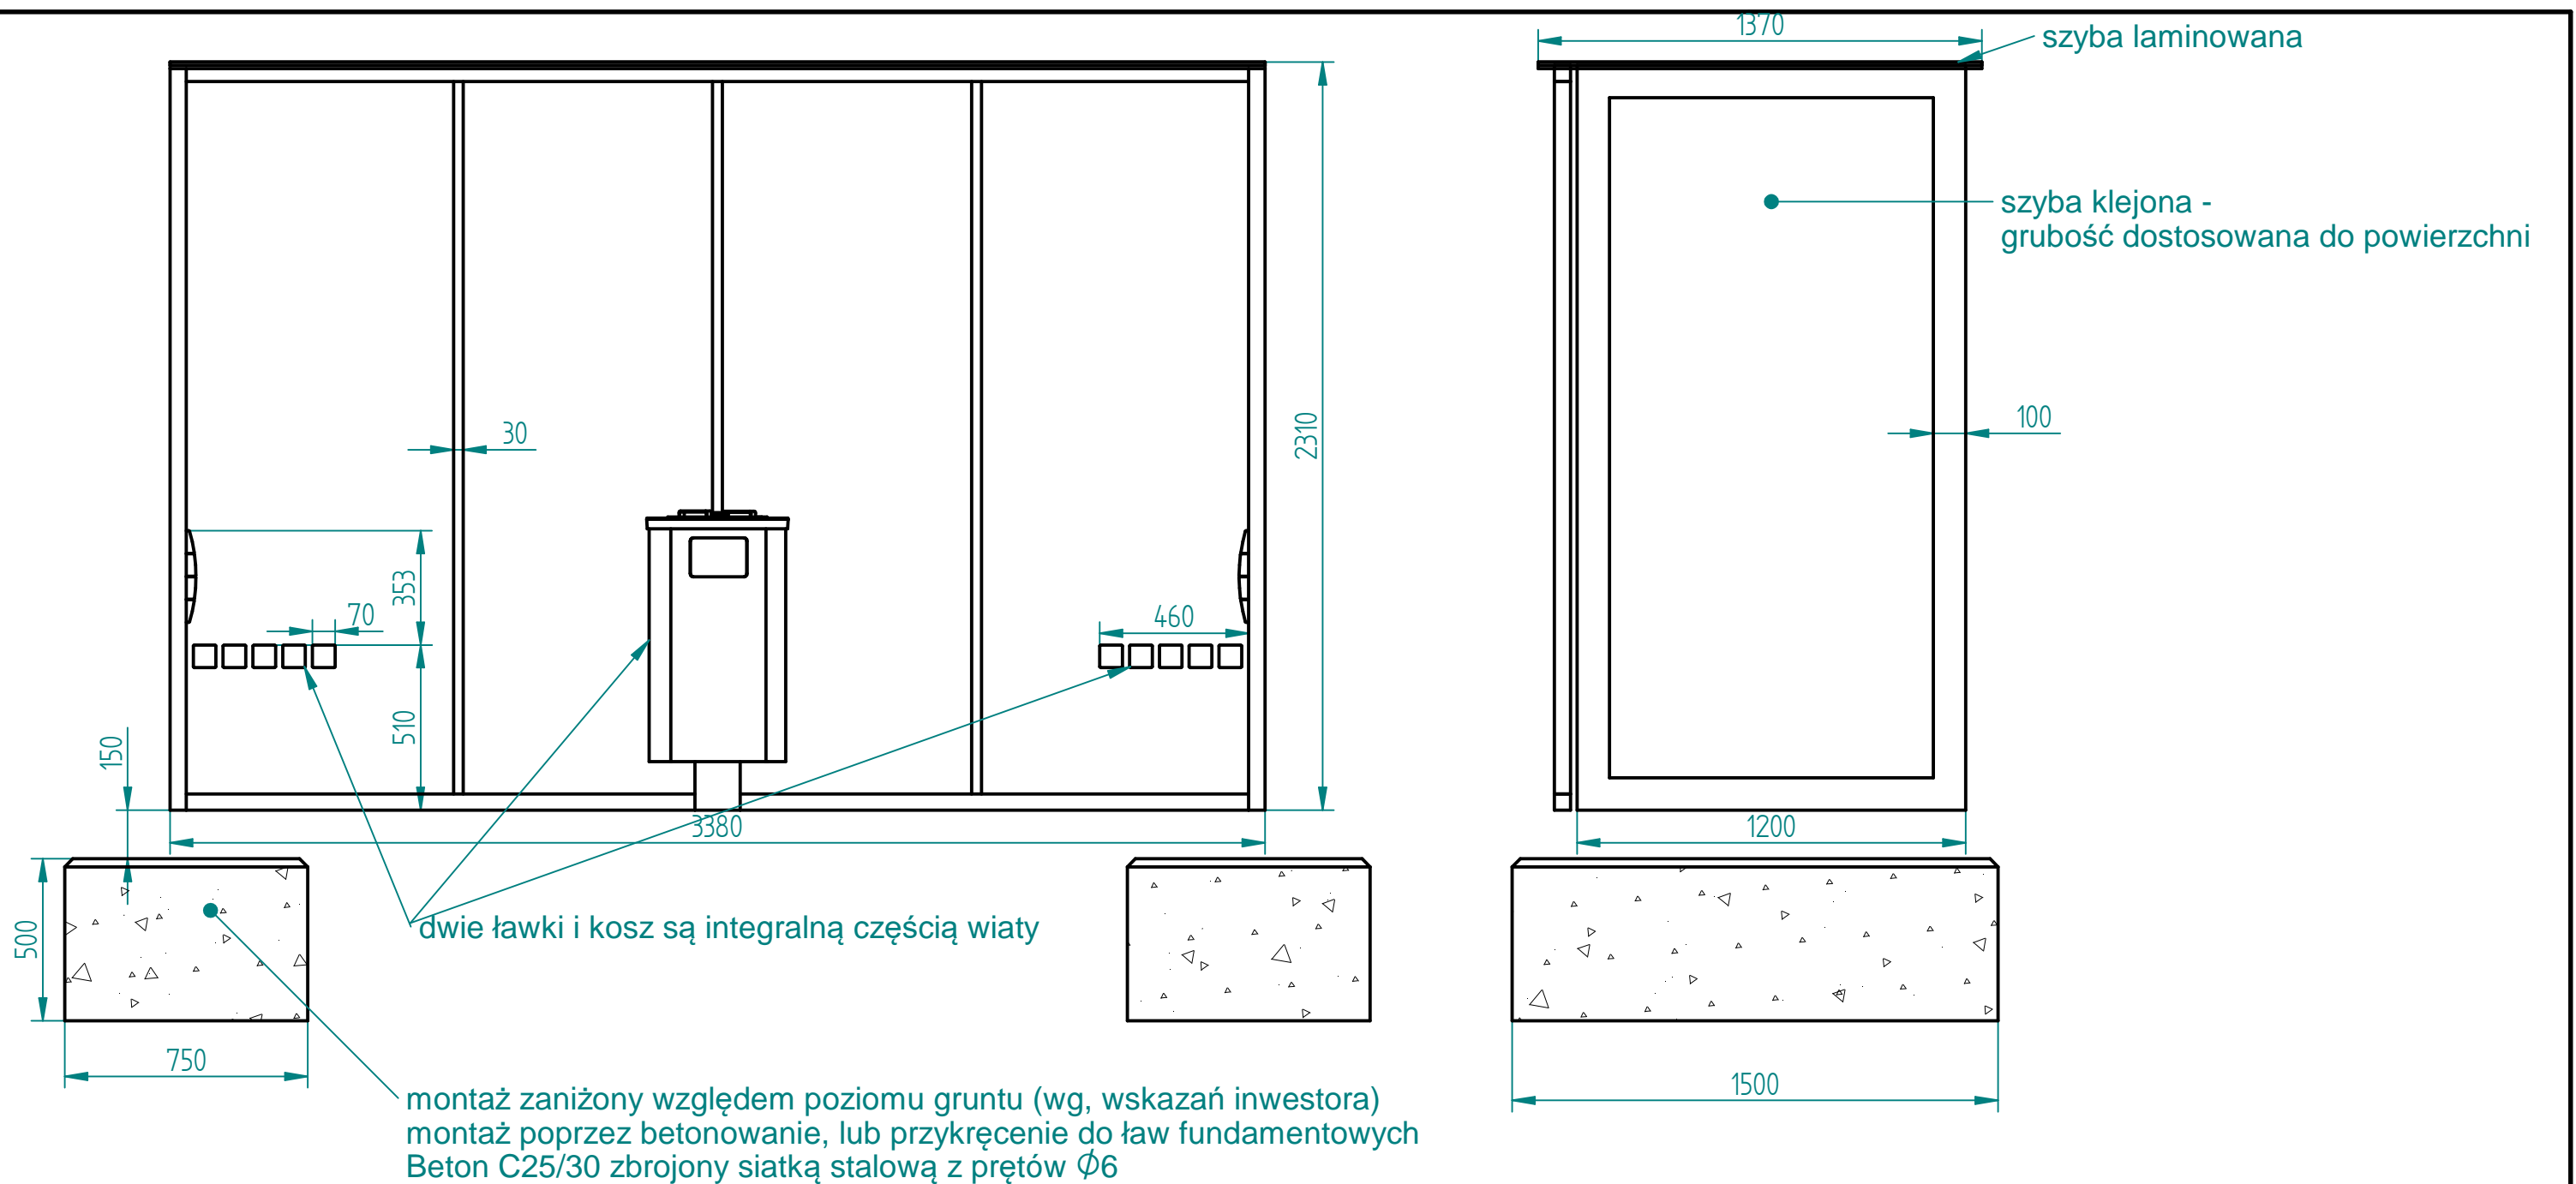 1370
szyba laminowana
szyba klejona -
grubość dostosowana do powierzchni
30
2310
100
353
70
460
510
150
3380
1200
500
dwie ławki i kosz są integralną częścią wiaty
750
1500
montaż zaniżony względem poziomu gruntu (wg, wskazań inwestora)
montaż poprzez betonowanie, lub przykręcenie do ław fundamentowych
Beton C25/30 zbrojony siatką stalową z prętów Ø6